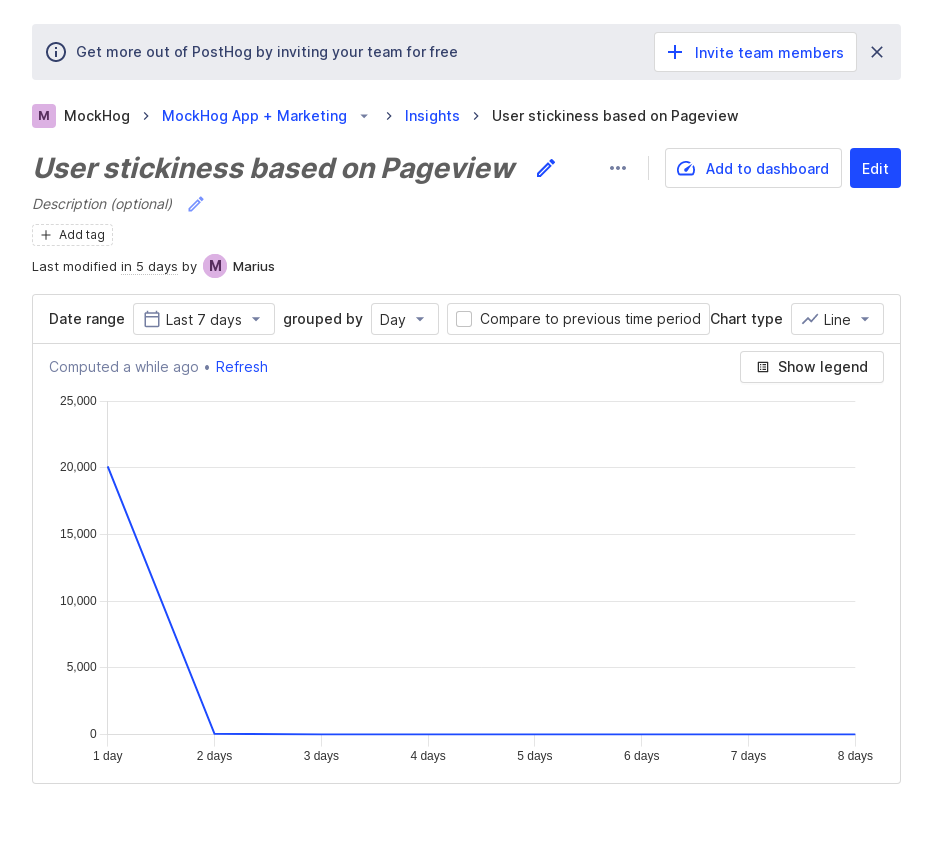 Get more out of PostHog by inviting your team for free
Invite team members
M MockHog > MockHog App + Marketing > Insights > User stickiness based on Pageview
User stickiness based on Pageview
Add to dashboard
Edit
Description (optional)
Add tag
Last modified in 5 days by M Marius
Date range Last 7 days grouped by Day Compare to previous time period Chart type Line
Computed a while ago • Refresh
Show legend
25,000
20,000
15,000
10,000
5,000
0
1 day 2 days 3 days 4 days 5 days 6 days 7 days 8 days